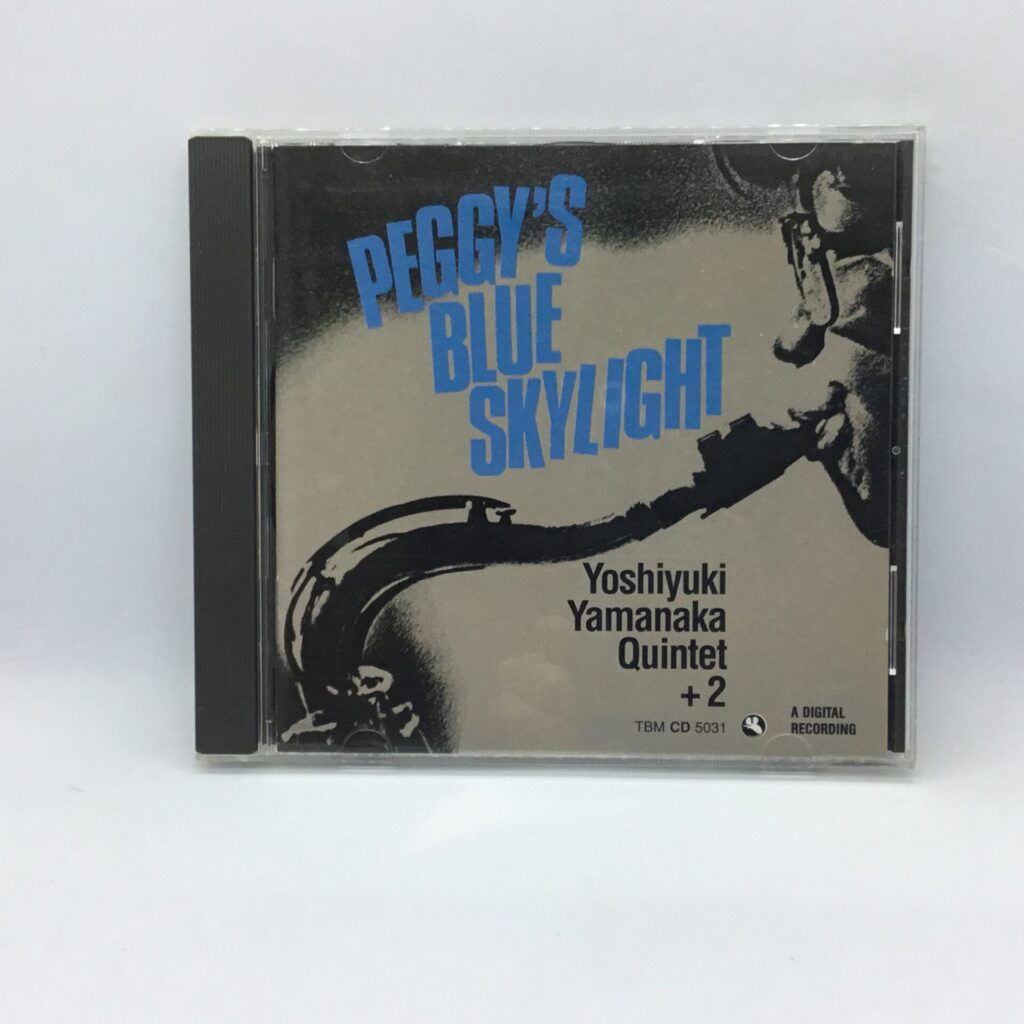 PEGGY'S
BLUE
SKYLIGHT
Yoshiyuki
Yamanaka
Quintet
+ 2
TBM CD 5031
A DIGITAL
RECORDING